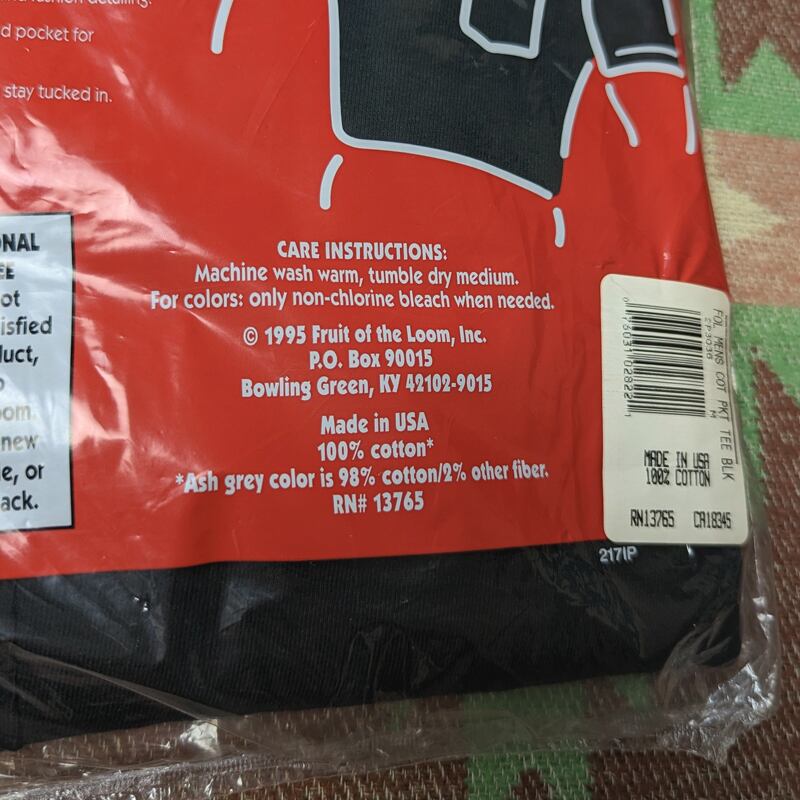 d pocket for
stay tucked in.
CARE INSTRUCTIONS:
Machine wash warm, tumble dry medium.
For colors: only non-chlorine bleach when needed.
© 1995 Fruit of the Loom, Inc.
P.O. Box 90015
Bowling Green, KY 42102-9015
Made in USA
100% cotton*
*Ash grey color is 98% cotton/2% other fiber.
RN# 13765
ONAL
EE
ot
isfied
duct,
o
oom
new
e, or
ack.
FOL MENS COT PKT TEE BLK
M
MADE IN USA
100% COTTON
RN13765 CA18345
217IP